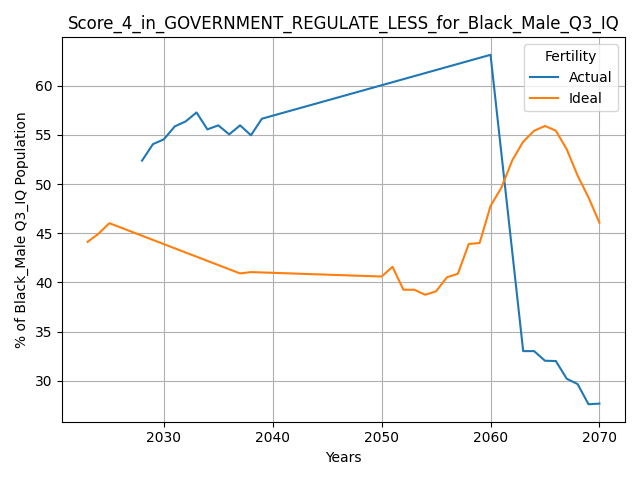 Score_4_in_GOVERNMENT_REGULATE_LESS_for_Black_Male_Q3_IQ
Fertility
Actual
Ideal
% of Black_Male Q3_IQ Population
60
55
50
45
40
35
30
2030
2040
2050
2060
2070
Years